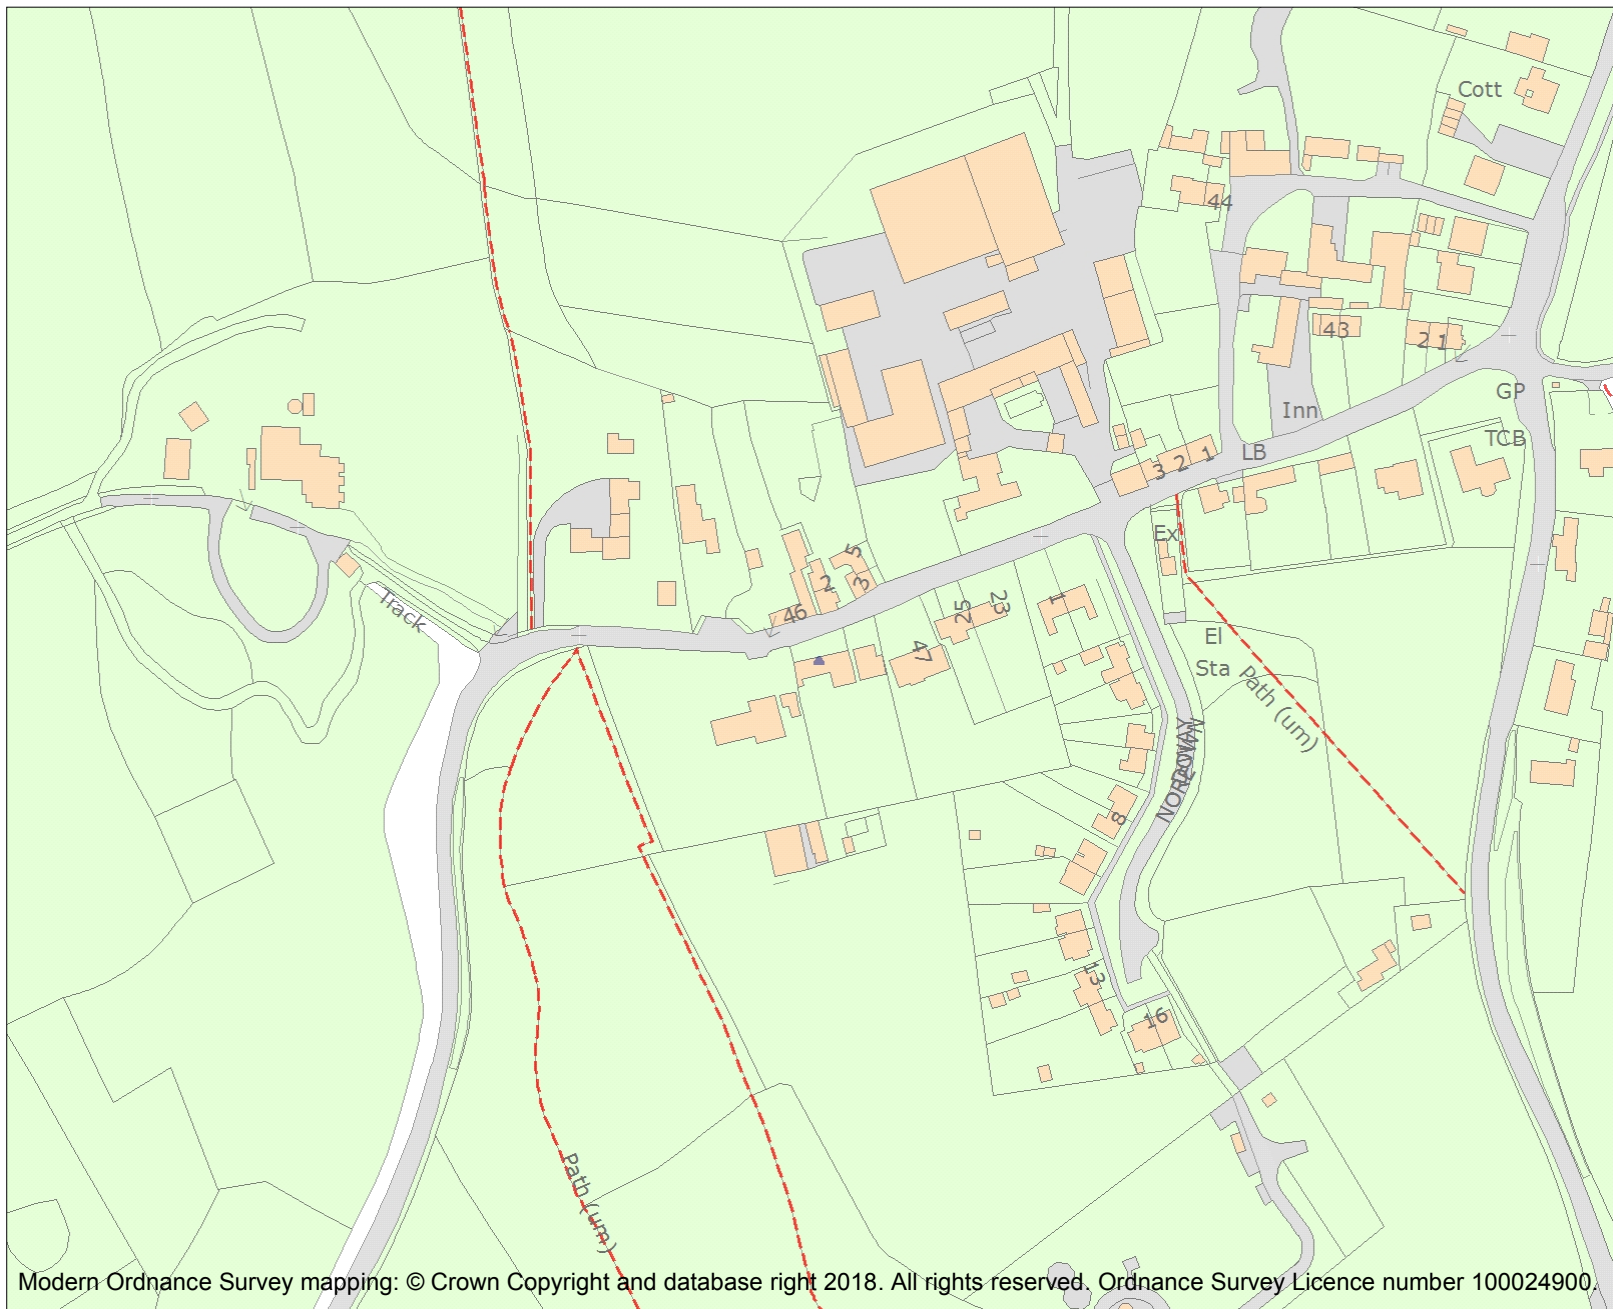 Cott
44
43
2 1
GP
Inn
TCB
LB
3 2 1
Ex
5
2
3
46
Track
25
23
1
47
El
Sta
Path (um)
8
13
16
Path (um)
Modern Ordnance Survey mapping: © Crown Copyright and database right 2018. All rights reserved. Ordnance Survey Licence number 100024900.